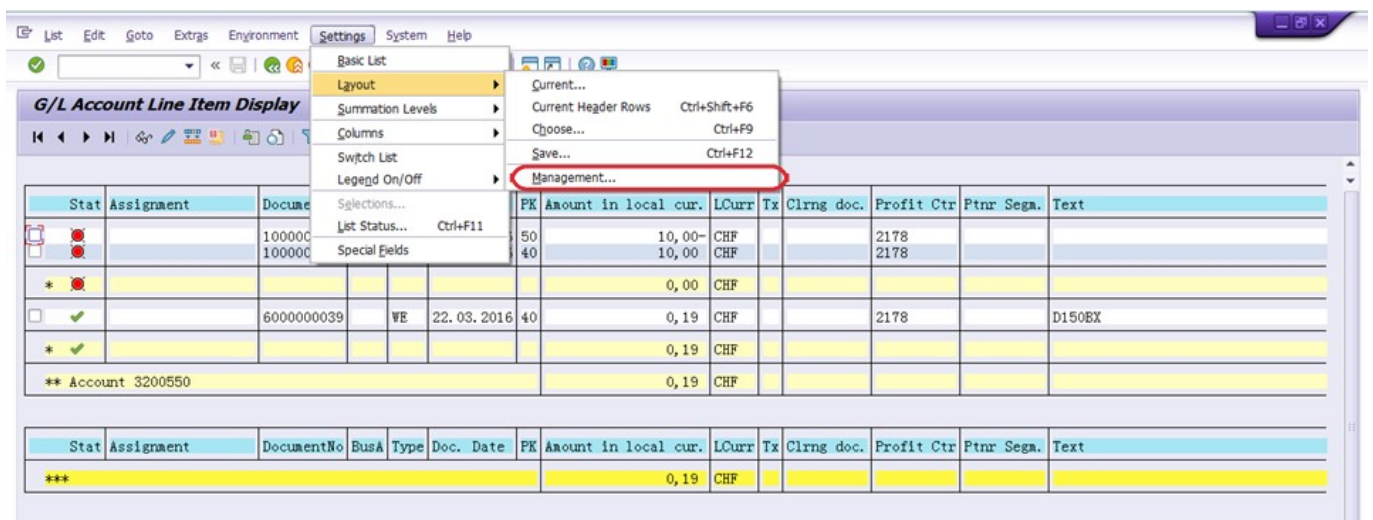 List Edit Goto Extras Environment Settings System Help
Basic List
Layout
Summation Levels
Columns
Switch List
Legend On/Off
Selections...
List Status... Ctrl+F11
Special Fields
Current...
Current Header Rows Ctrl+Shift+F6
Choose... Ctrl+F9
Save... Ctrl+F12
Management...
G/L Account Line Item Display
Stat Assignment PK Amount in local cur. LCurr Tx Clrng doc. Profit Ctr Ptnr Segm. Text
50 10,00- CHF 2178
40 10,00 CHF 2178
* 0,00 CHF
6000000039 WE 22.03.2016 40 0,19 CHF 2178 D150BX
* 0,19 CHF
** Account 3200550 0,19 CHF
Stat Assignment DocumentNo BusA Type Doc. Date PK Amount in local cur. LCurr Tx Clrng doc. Profit Ctr Ptnr Segm. Text
*** 0,19 CHF